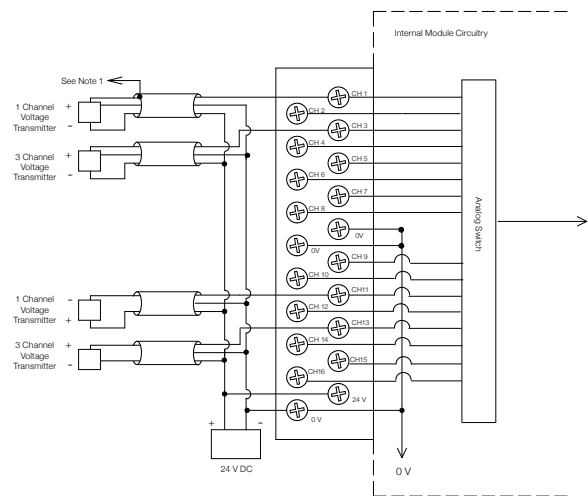 Internal Module Circuitry
See Note 1
1 Channel
Voltage
Transmitter
+
-
3 Channel
Voltage
Transmitter
+
-
1 Channel
Voltage
Transmitter
-
+
3 Channel
Voltage
Transmitter
+
-
CH 1
CH 2
CH 3
CH 4
CH 5
CH 6
CH 7
CH 8
0V
0V
CH 9
CH 10
CH11
CH 12
CH13
CH 14
CH15
CH16
24 V
0 V
Analog Switch
+
-
24 V DC
0 V